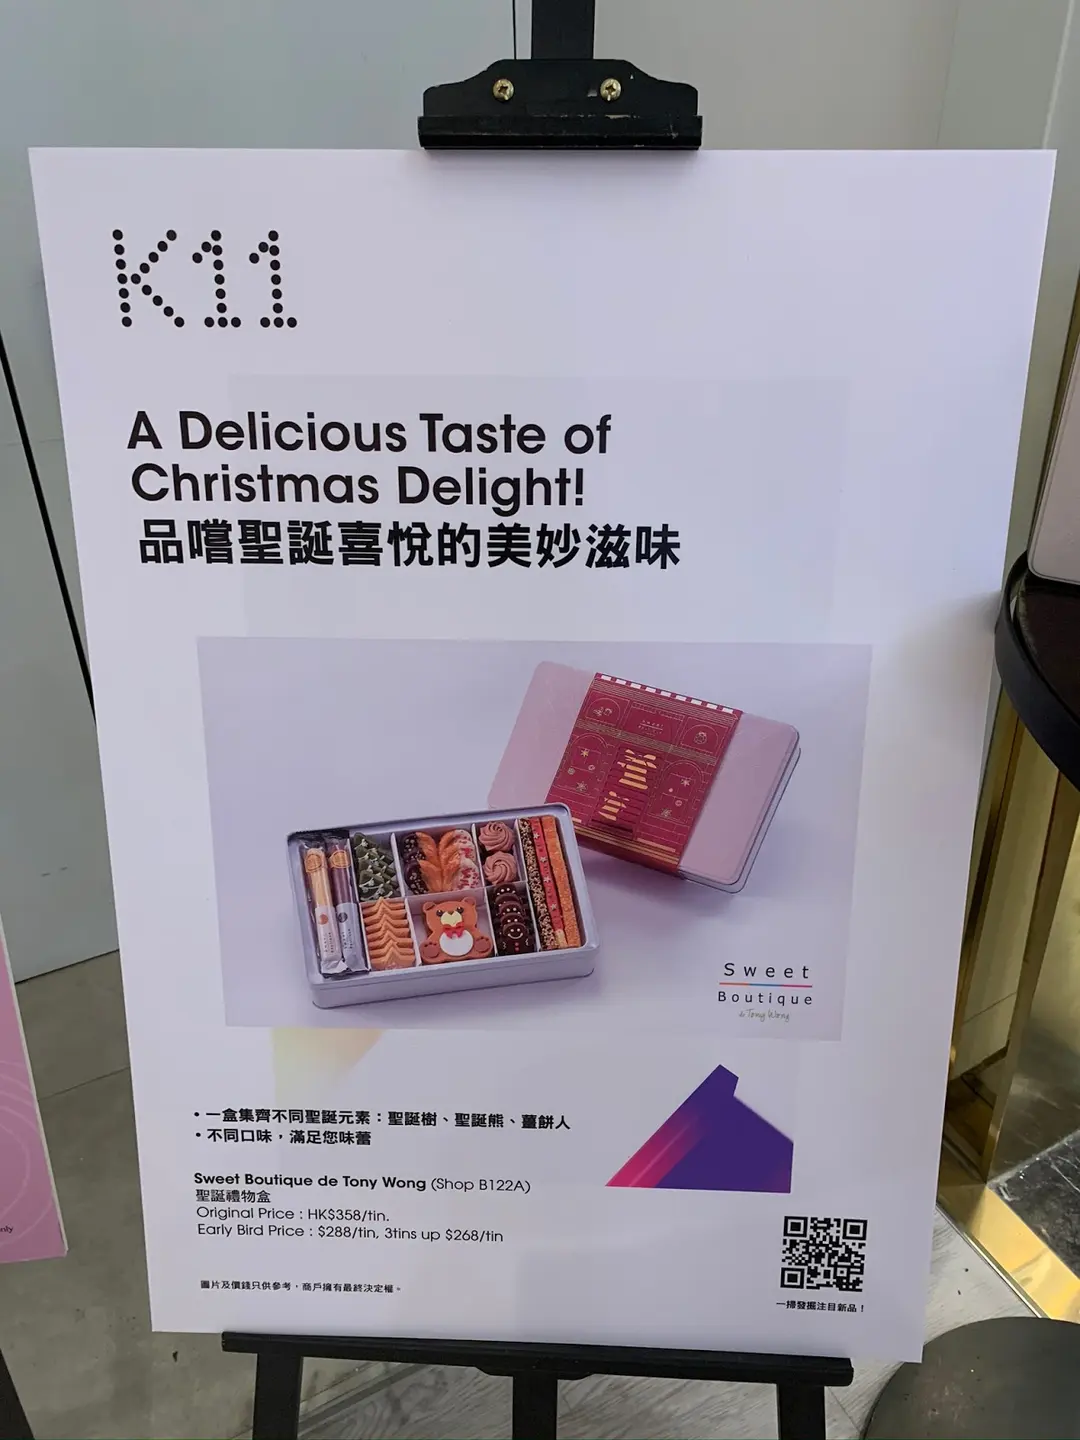 K11
A Delicious Taste of
Christmas Delight!
品嚐聖誕喜悅的美妙滋味
Sweet
Boutique
de Tony Wong
• 一盒集齊不同聖誕元素：聖誕樹、聖誕熊、薑餅人
• 不同口味，滿足您味蕾
Sweet Boutique de Tony Wong (Shop B122A)
聖誕禮物盒
Original Price : HK$358/tin.
Early Bird Price : $288/tin, 3tins up $268/tin
圖片及價錢只供參考，商戶擁有最終決定權。
一掃發掘注目新品！
nly